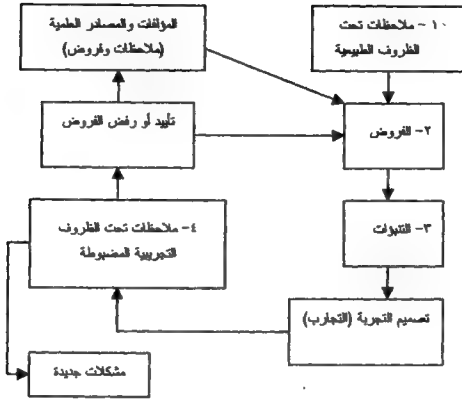 ١٠- ملاحظات تحت
الظروف الطبيعية
المؤلفات والمصادر العلمية
(ملاحظات وفروض)
٢- الفروض
تأييد أو رفض الفروض
٣- التنبؤات
٤- ملاحظات تحت الظروف
التجريبية المضبوطة
تصميم التجربة (التجارب)
مشكلات جديدة